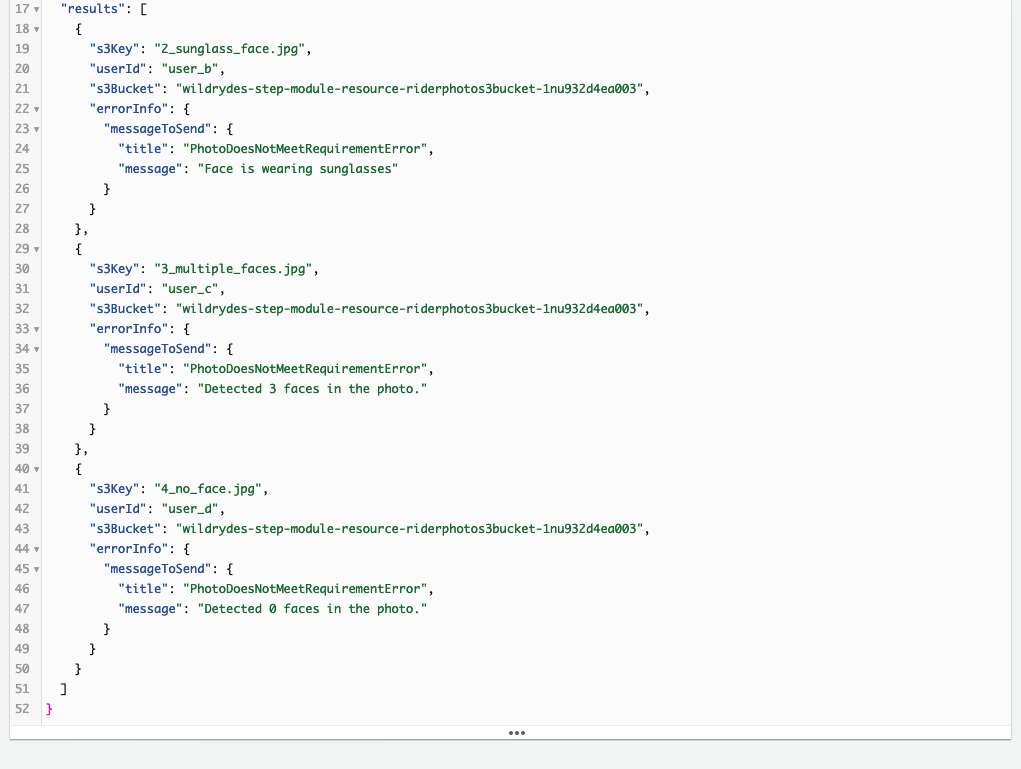 17 "results": [
18 {
19 "s3Key": "2_sunglass_face.jpg",
20 "userId": "user_b",
21 "s3Bucket": "wildrydes-step-module-resource-riderphotos3bucket-1nu932d4ea003",
22 "errorInfo": {
23 "messageToSend": {
24 "title": "PhotoDoesNotMeetRequirementError",
25 "message": "Face is wearing sunglasses"
26 }
27 }
28 },
29 {
30 "s3Key": "3_multiple_faces.jpg",
31 "userId": "user_c",
32 "s3Bucket": "wildrydes-step-module-resource-riderphotos3bucket-1nu932d4ea003",
33 "errorInfo": {
34 "messageToSend": {
35 "title": "PhotoDoesNotMeetRequirementError",
36 "message": "Detected 3 faces in the photo."
37 }
38 }
39 },
40 {
41 "s3Key": "4_no_face.jpg",
42 "userId": "user_d",
43 "s3Bucket": "wildrydes-step-module-resource-riderphotos3bucket-1nu932d4ea003",
44 "errorInfo": {
45 "messageToSend": {
46 "title": "PhotoDoesNotMeetRequirementError",
47 "message": "Detected 0 faces in the photo."
48 }
49 }
50 }
51 ]
52 }